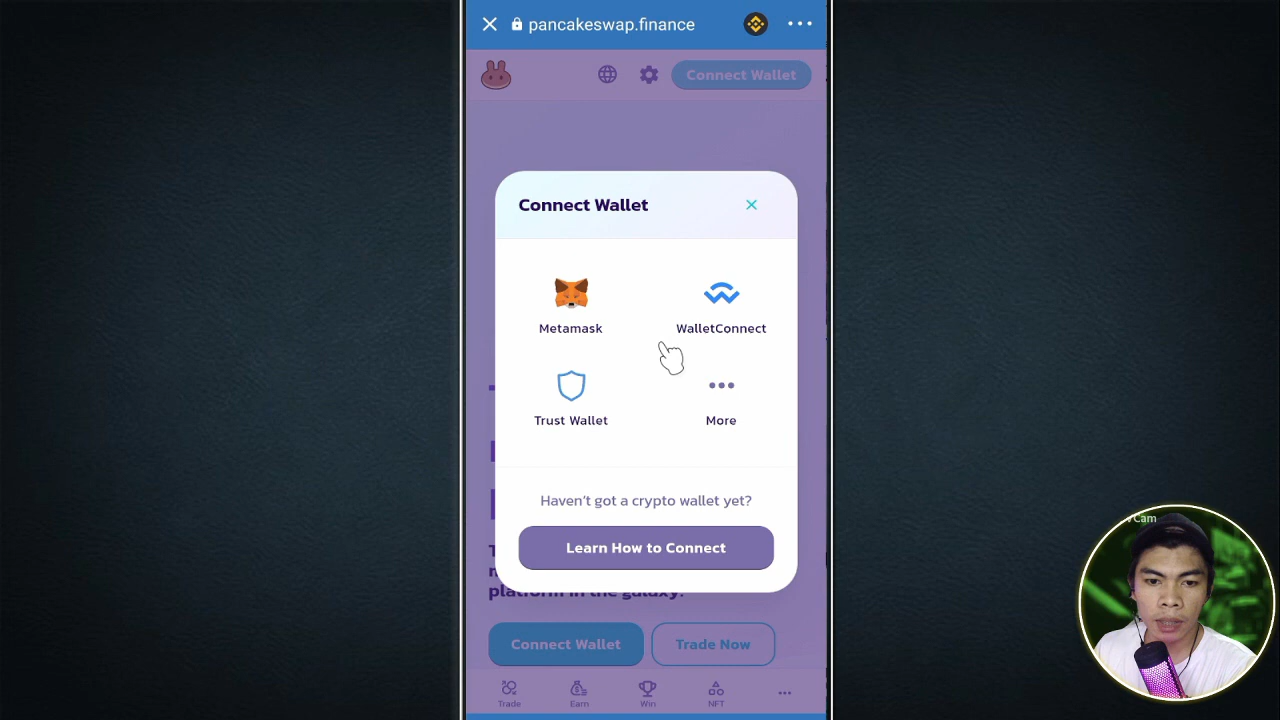 pancakeswap.finance
Connect Wallet
Connect Wallet
Metamask
WalletConnect
Trust Wallet
More
Haven't got a crypto wallet yet?
Learn How to Connect
platform in the galaxy.
Connect Wallet
Trade Now
Trade
Earn
Win
NFT
Cam